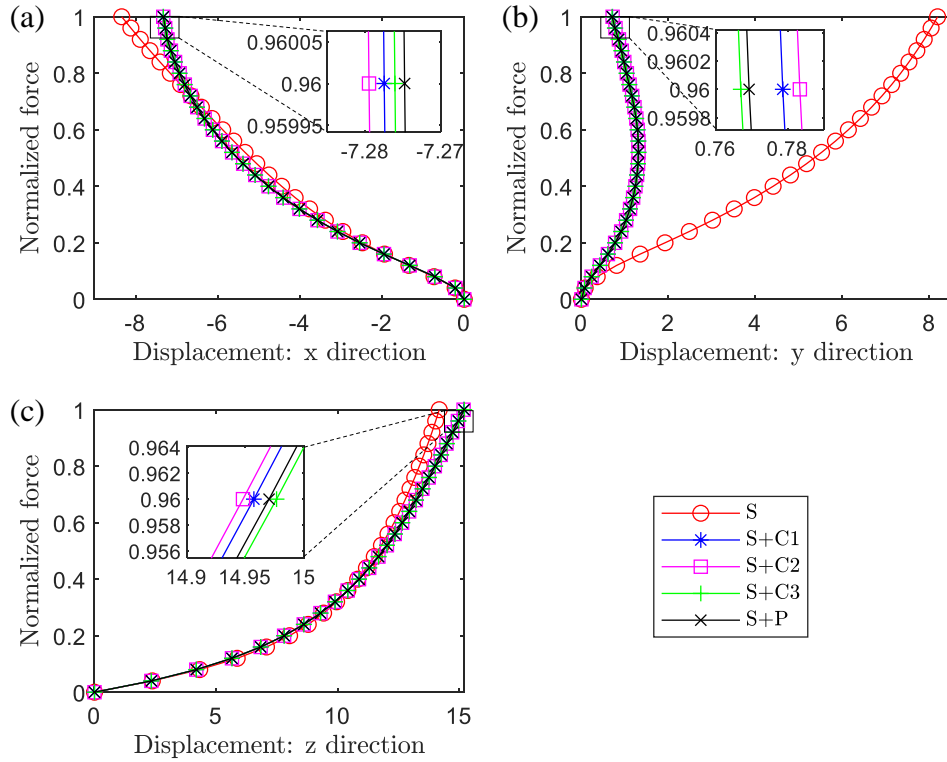 (a)
1
0.8
0.6
0.4
0.2
0
Normalized force
-8 -6 -4 -2 0
Displacement: x direction
0.96005
0.96
0.95995
-7.28 -7.27
(b)
1
0.8
0.6
0.4
0.2
0
Normalized force
0 2 4 6 8
Displacement: y direction
0.9604
0.9602
0.96
0.9598
0.76 0.78
(c)
1
0.8
0.6
0.4
0.2
0
Normalized force
0 5 10 15
Displacement: z direction
0.964
0.962
0.96
0.958
0.956
14.9 14.95 15
S
S+C1
S+C2
S+C3
S+P